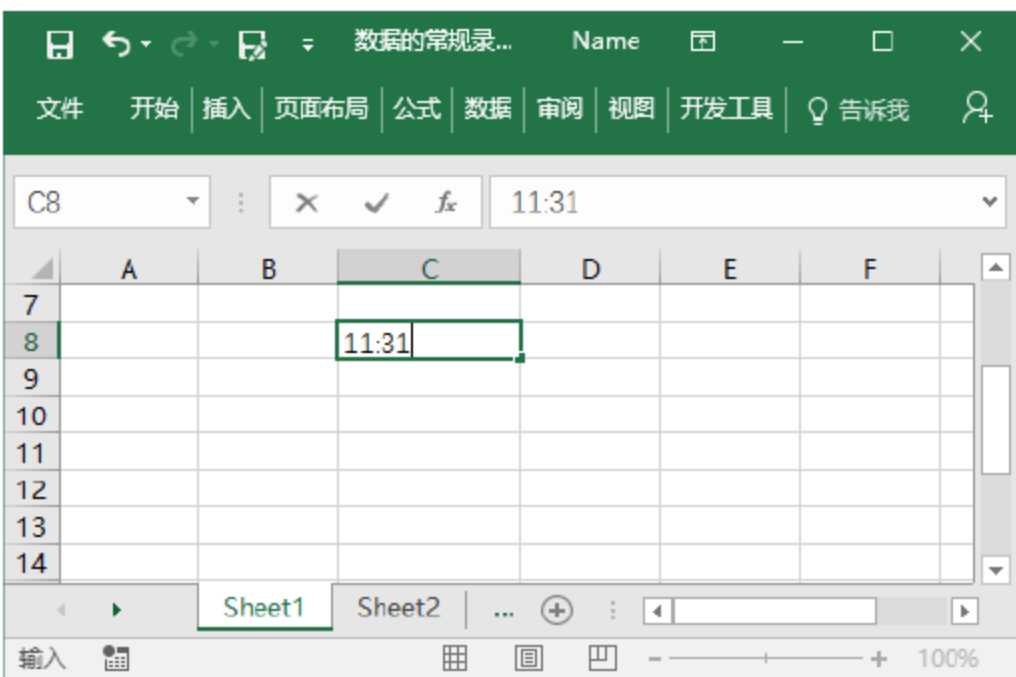 数据的常规录... Name
文件 开始 插入 页面布局 公式 数据 审阅 视图 开发工具 告诉我
C8 fx 11:31
A B C D E F
7
8 11:31
9
10
11
12
13
14
Sheet1 Sheet2 ...
输入 100%